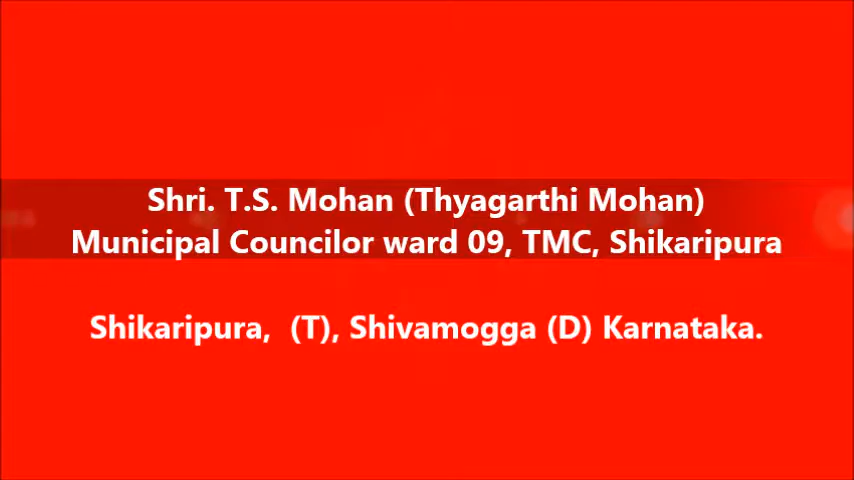 Shri. T.S. Mohan (Thyagarthi Mohan)
Municipal Councilor ward 09, TMC, Shikaripura
Shikaripura,  (T), Shivamogga (D) Karnataka.